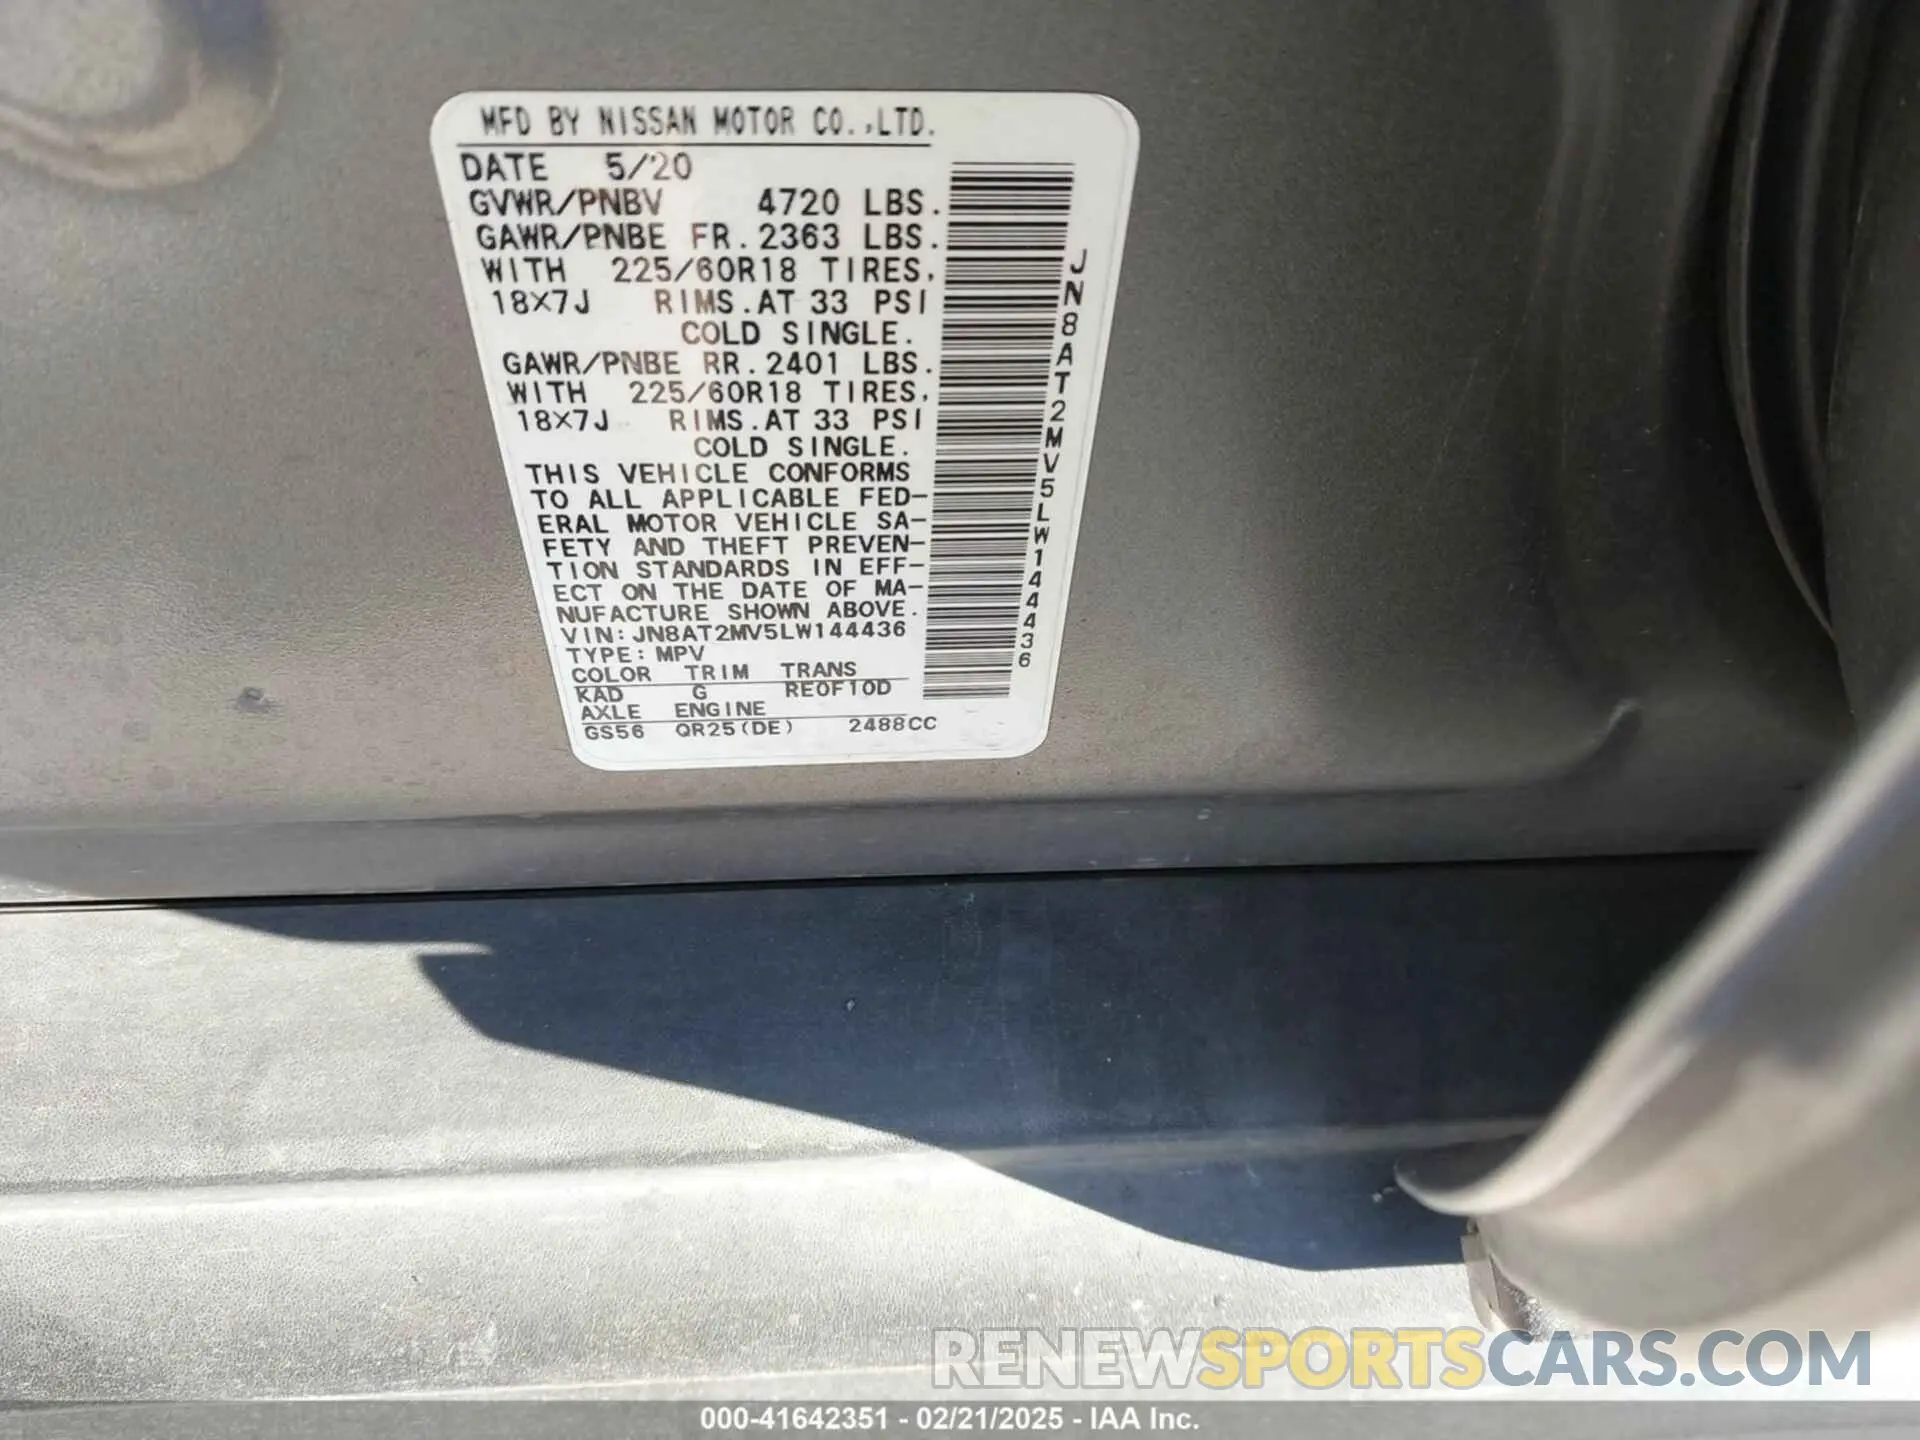 MFD BY NISSAN MOTOR CO.,LTD.
DATE 5/20
GVWR/PNBV 4720 LBS.
GAWR/PNBE FR.2363 LBS.
WITH 225/60R18 TIRES,
18X7J RIMS.AT 33 PSI
COLD SINGLE.
GAWR/PNBE RR.2401 LBS.
WITH 225/60R18 TIRES,
18X7J RIMS.AT 33 PSI
COLD SINGLE.
THIS VEHICLE CONFORMS
TO ALL APPLICABLE FED-
ERAL MOTOR VEHICLE SA-
FETY AND THEFT PREVEN-
TION STANDARDS IN EFF-
ECT ON THE DATE OF MA-
NUFACTURE SHOWN ABOVE.
VIN:JN8AT2MV5LW144436
TYPE:MPV
COLOR TRIM TRANS
KAD G RE0F10D
AXLE ENGINE
GS56 QR25(DE) 2488CC
JN8AT2MV5LW144436
RENEWSPORTSCARS.COM
000-41642351 - 02/21/2025 - IAA Inc.